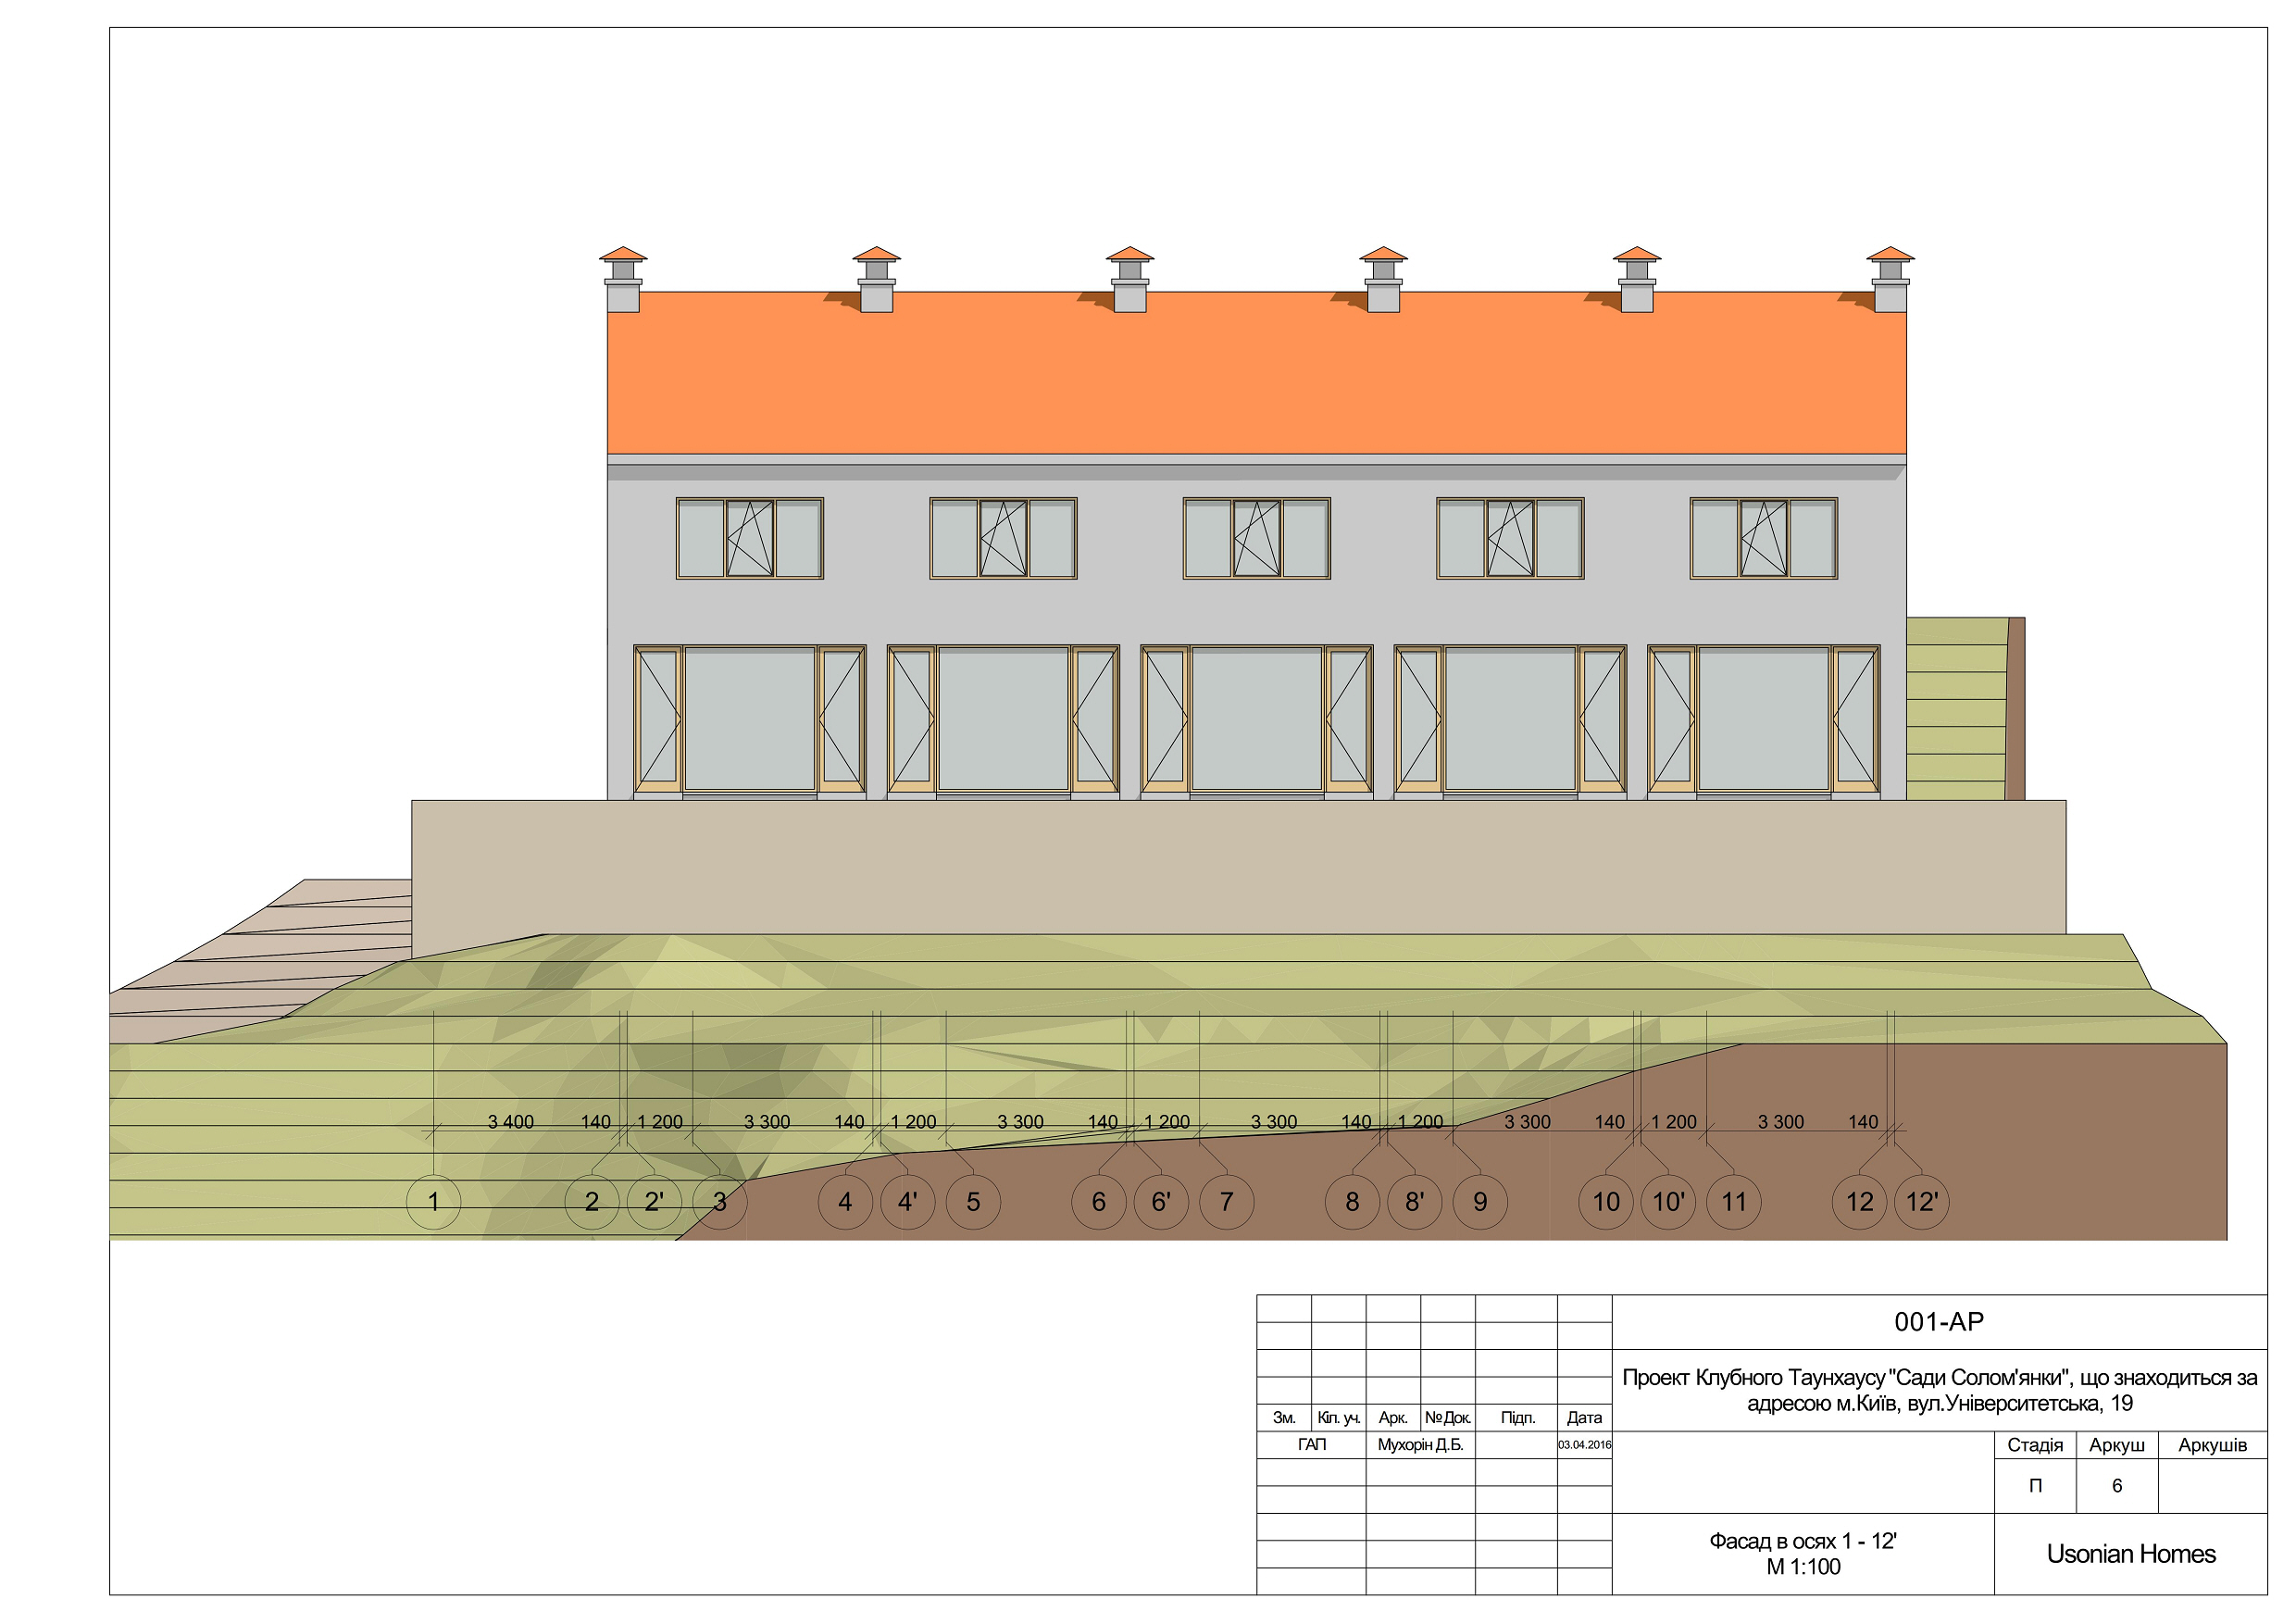 3 400 140 1 200 3 300 140 1 200 3 300 140 1 200 3 300 140 1 200 3 300 140 1 200 3 300 140
1 2 2' 3 4 4' 5 6 6' 7 8 8' 9 10 10' 11 12 12'
001-АР
Проект Клубного Таунхаусу "Сади Солом'янки", що знаходиться за
адресою м.Київ, вул.Університетська, 19
Зм. Кіл. уч. Арк. №Док. Підп. Дата
ГАП Мухорін Д.Б. 03.04.2016
Стадія Аркуш Аркушів
П 6
Фасад в осях 1 - 12'
М 1:100
Usonian Homes